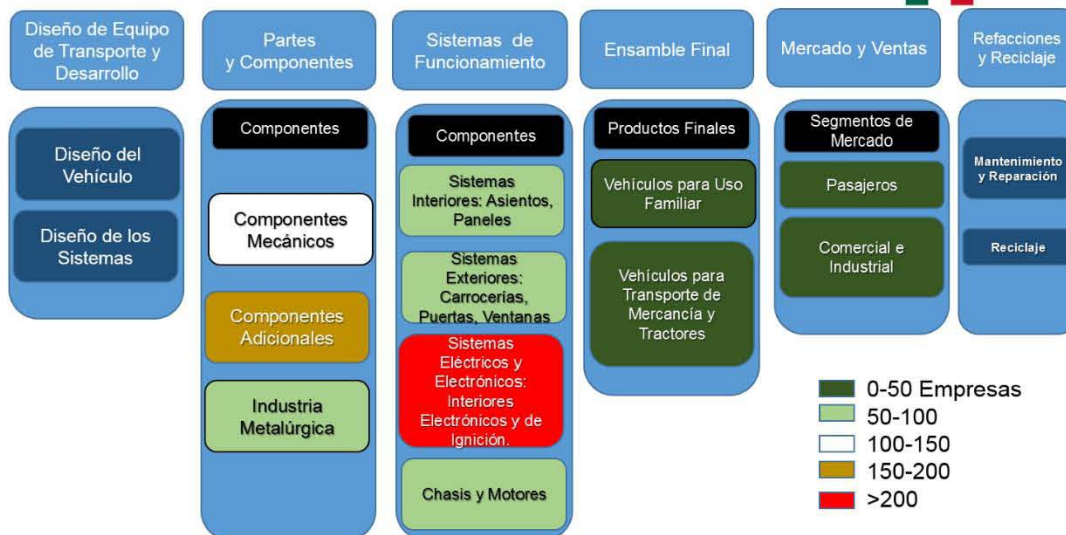 Diseño de Equipo
de Transporte y
Desarrollo
Partes
y Componentes
Sistemas de
Funcionamiento
Ensamble Final
Mercado y Ventas
Refacciones
y Reciclaje
Diseño del
Vehículo
Diseño de los
Sistemas
Componentes
Componentes
Mecánicos
Componentes
Adicionales
Industria
Metalúrgica
Componentes
Sistemas
Interiores: Asientos,
Paneles
Sistemas
Exteriores:
Carrocerías,
Puertas, Ventanas
Sistemas
Eléctricos y
Electrónicos:
Interiores
Electrónicos y de
Ignición.
Chasis y Motores
Productos Finales
Vehículos para Uso
Familiar
Vehículos para
Transporte de
Mercancía y
Tractores
Segmentos de
Mercado
Pasajeros
Comercial e
Industrial
Mantenimiento
y Reparación
Reciclaje
0-50 Empresas
50-100
100-150
150-200
>200